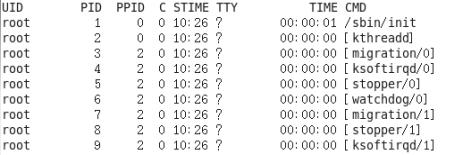 UID PID PPID C STIME TTY TIME CMD
root 1 0 0 10:26 ? 00:00:01 /sbin/init
root 2 0 0 10:26 ? 00:00:00 [kthreadd]
root 3 2 0 10:26 ? 00:00:00 [migration/0]
root 4 2 0 10:26 ? 00:00:00 [ksoftirqd/0]
root 5 2 0 10:26 ? 00:00:00 [stopper/0]
root 6 2 0 10:26 ? 00:00:00 [watchdog/0]
root 7 2 0 10:26 ? 00:00:00 [migration/1]
root 8 2 0 10:26 ? 00:00:00 [stopper/1]
root 9 2 0 10:26 ? 00:00:00 [ksoftirqd/1]